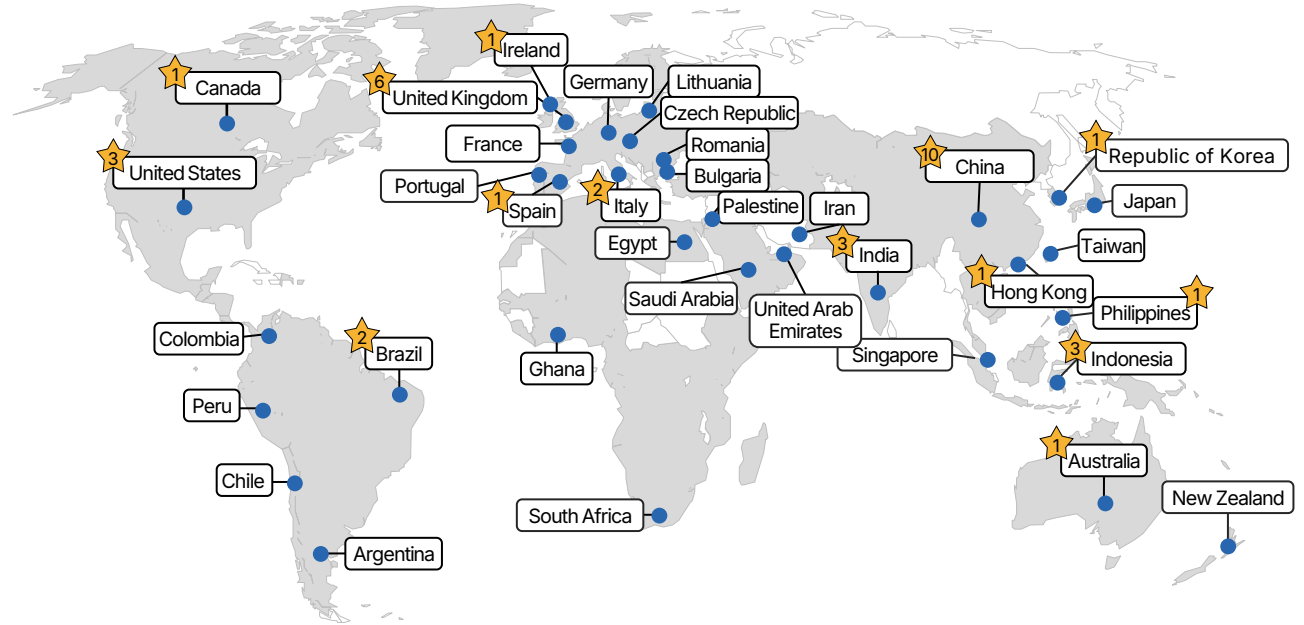 1
Ireland
1
Canada
6
United Kingdom
Germany
Lithuania
Czech Republic
France
Romania
Bulgaria
3
United States
10
China
1
Republic of Korea
Portugal
1
Spain
2
Italy
Palestine
Iran
Japan
Egypt
3
India
Taiwan
Saudi Arabia
United Arab
Emirates
1
Hong Kong
Philippines
1
Colombia
2
Brazil
Ghana
Singapore
3
Indonesia
Peru
Chile
1
Australia
New Zealand
South Africa
Argentina